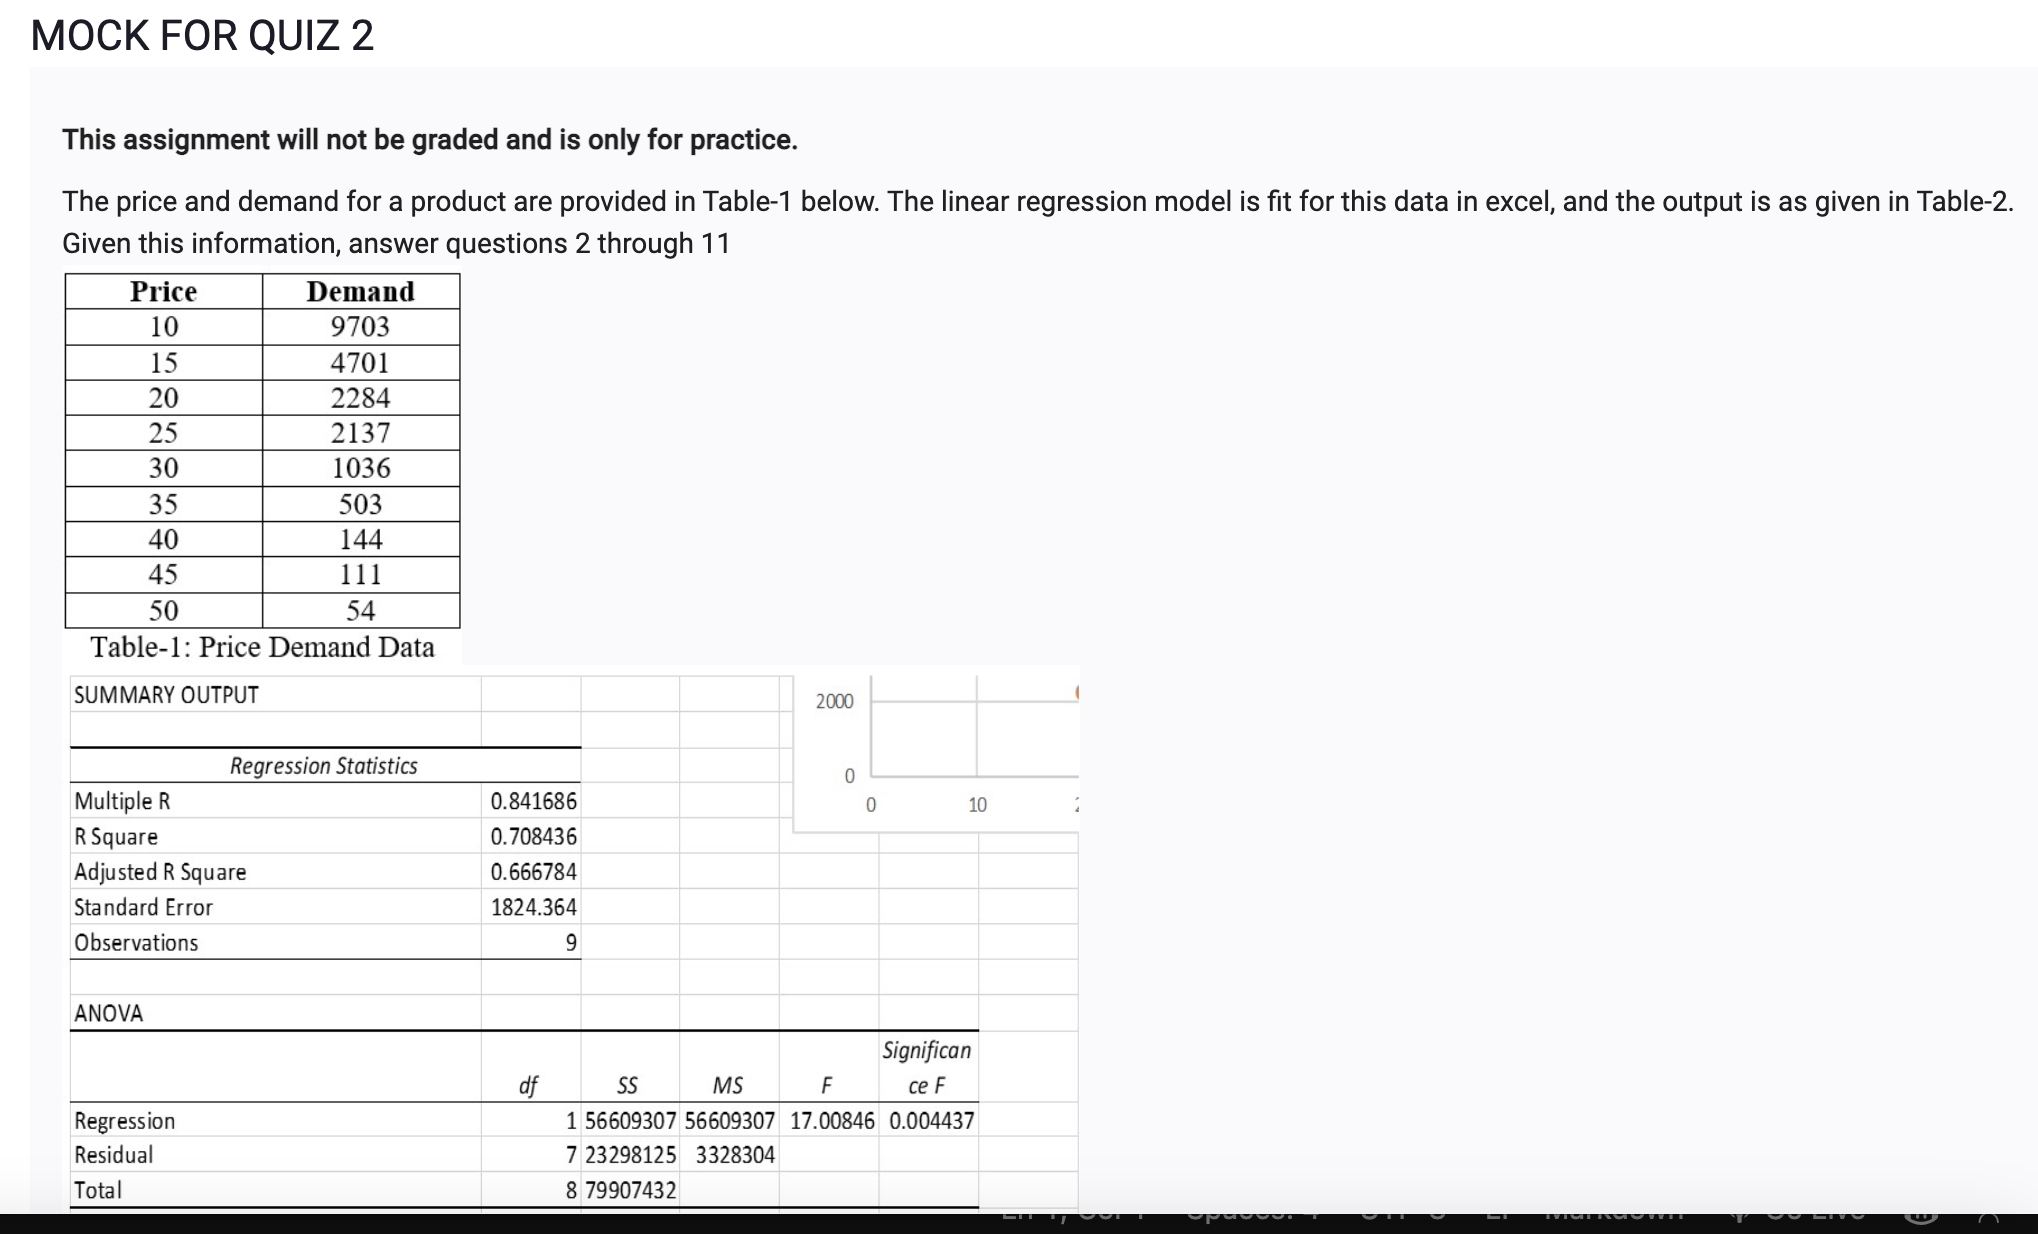 MOCK FOR QUIZ 2
This assignment will not be graded and is only for practice.
The price and demand for a product are provided in Table-1 below. The linear regression model is fit for this data in excel, and the output is as given in Table-2.
Given this information, answer questions 2 through 11
Price Demand
10 9703
15 4701
20 2284
25 2137
30 1036
35 503
40 144
45 111
50 54
Table-1: Price Demand Data
SUMMARY OUTPUT
2000
Regression Statistics
0
Multiple R 0.841686
0 10
R Square 0.708436
Adjusted R Square 0.666784
Standard Error 1824.364
Observations 9
ANOVA
Significan
df SS MS F ce F
Regression 1 56609307 56609307 17.00846 0.004437
Residual 7 23298125 3328304
Total 8 79907432